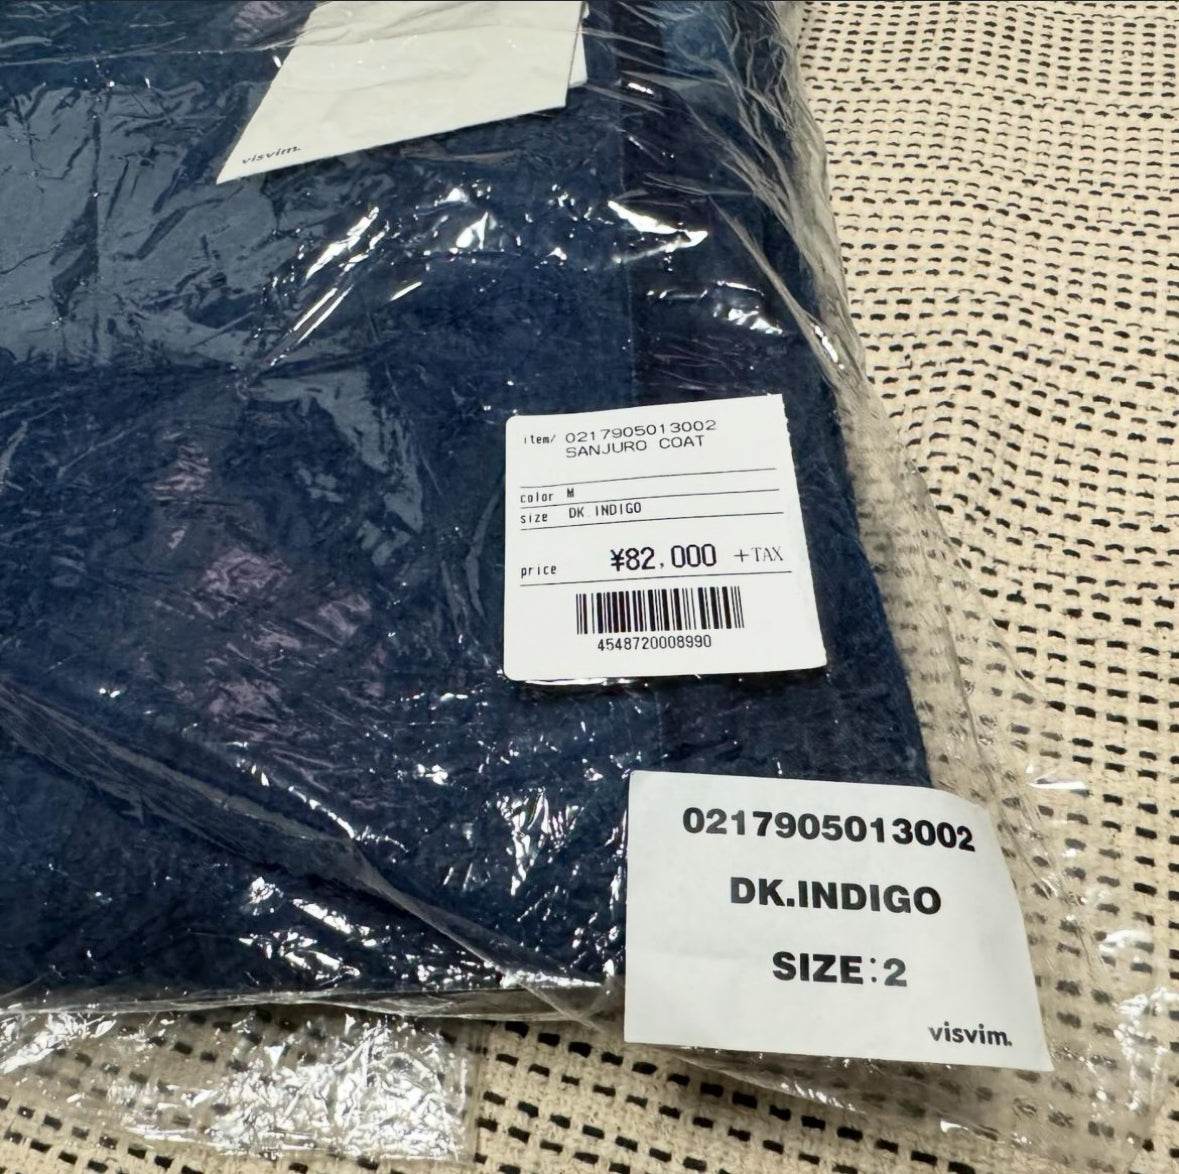 visvim.
item/ 0217905013002
SANJURO COAT
color M
size DK.INDIGO
price ¥82,000 +TAX
4548720008990
0217905013002
DK.INDIGO
SIZE:2
visvim.